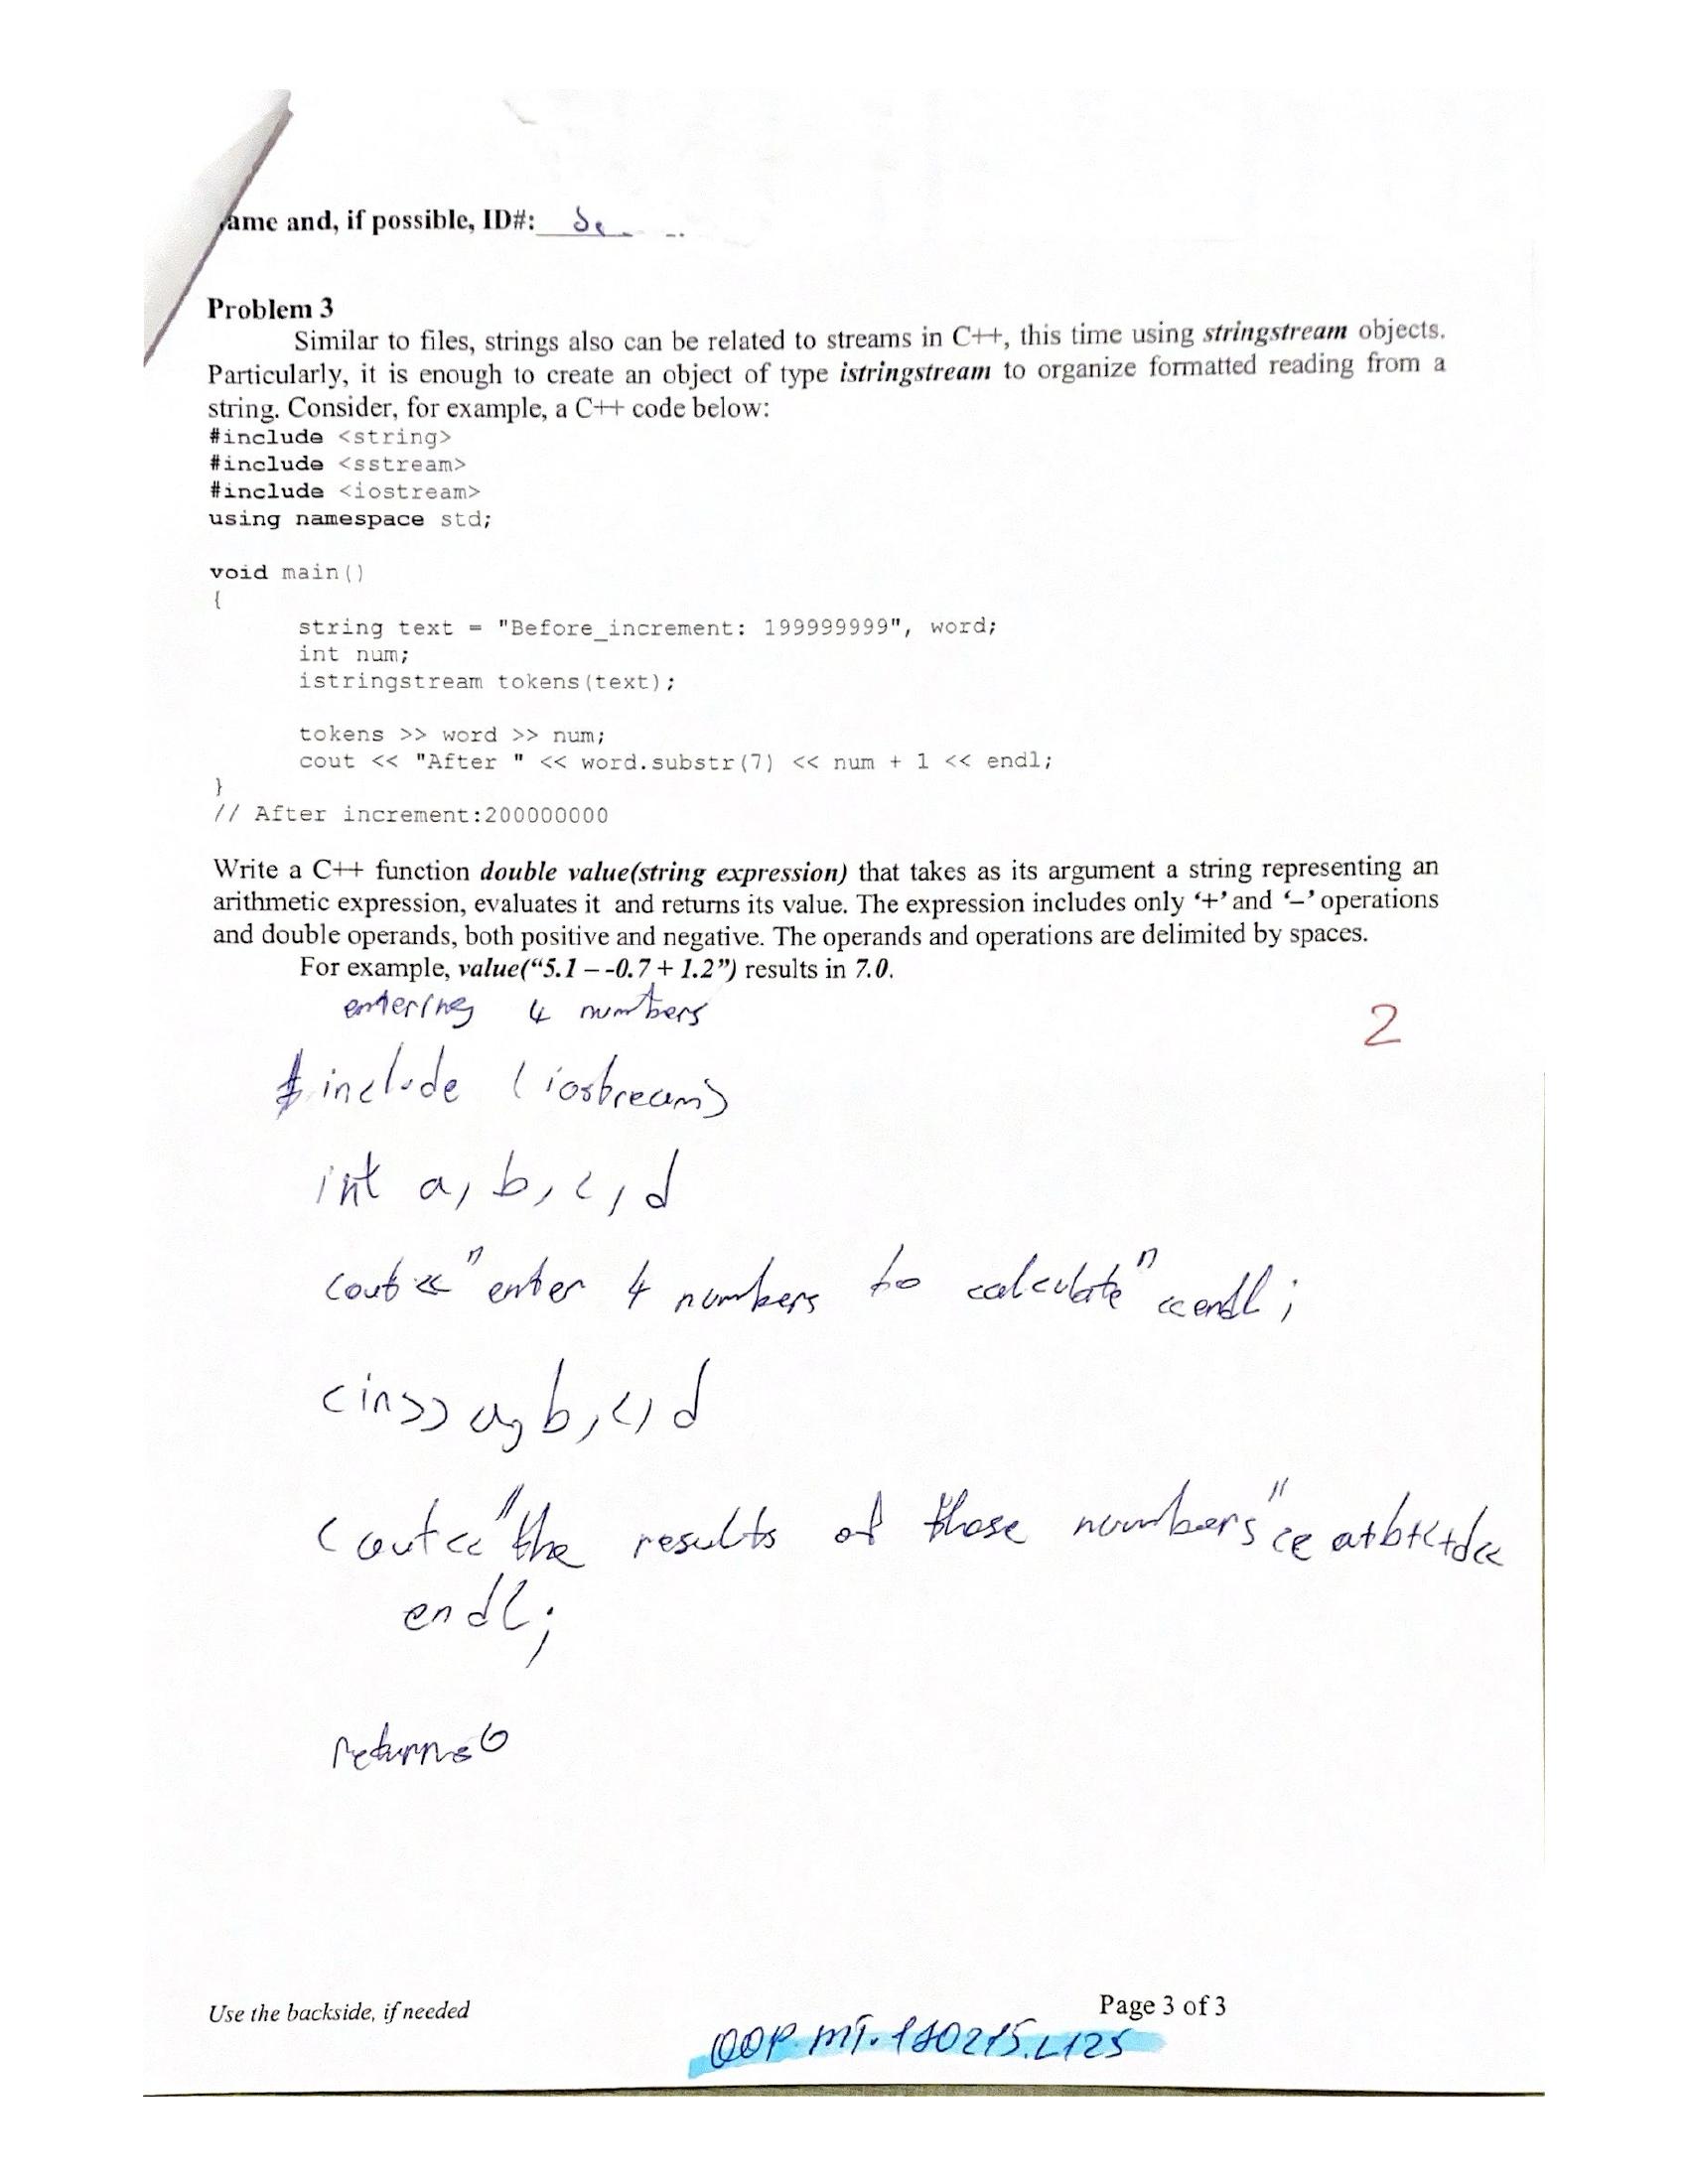 ame and, if possible, ID#:
Problem 3
Similar to files, strings also can be related to streams in C++, this time using stringstream objects.
Particularly, it is enough to create an object of type istringstream to organize formatted reading from a
string. Consider, for example, a C++ code below:
#include <string>
#include <sstream>
#include <iostream>
using namespace std;
void main()
{
string text = "Before_increment: 199999999", word;
int num;
istringstream tokens(text);
tokens >> word >> num;
cout << "After " << word.substr(7) << num + 1 << endl;
}
// After increment:200000000
Write a C++ function double value(string expression) that takes as its argument a string representing an
arithmetic expression, evaluates it and returns its value. The expression includes only ‘+’ and ‘–’ operations
and double operands, both positive and negative. The operands and operations are delimited by spaces.
For example, value(“5.1 – -0.7 + 1.2”) results in 7.0.
entering 4 numbers
2
#include (iostream)
int a, b, c, d
cout << "enter 4 numbers to calculate" << endl;
cin >> a, b, c, d
cout << "the results of those numbers" << a+b+c+d <<
endl;
Use the backside, if needed
Page 3 of 3
OOP.MT.180215.L125